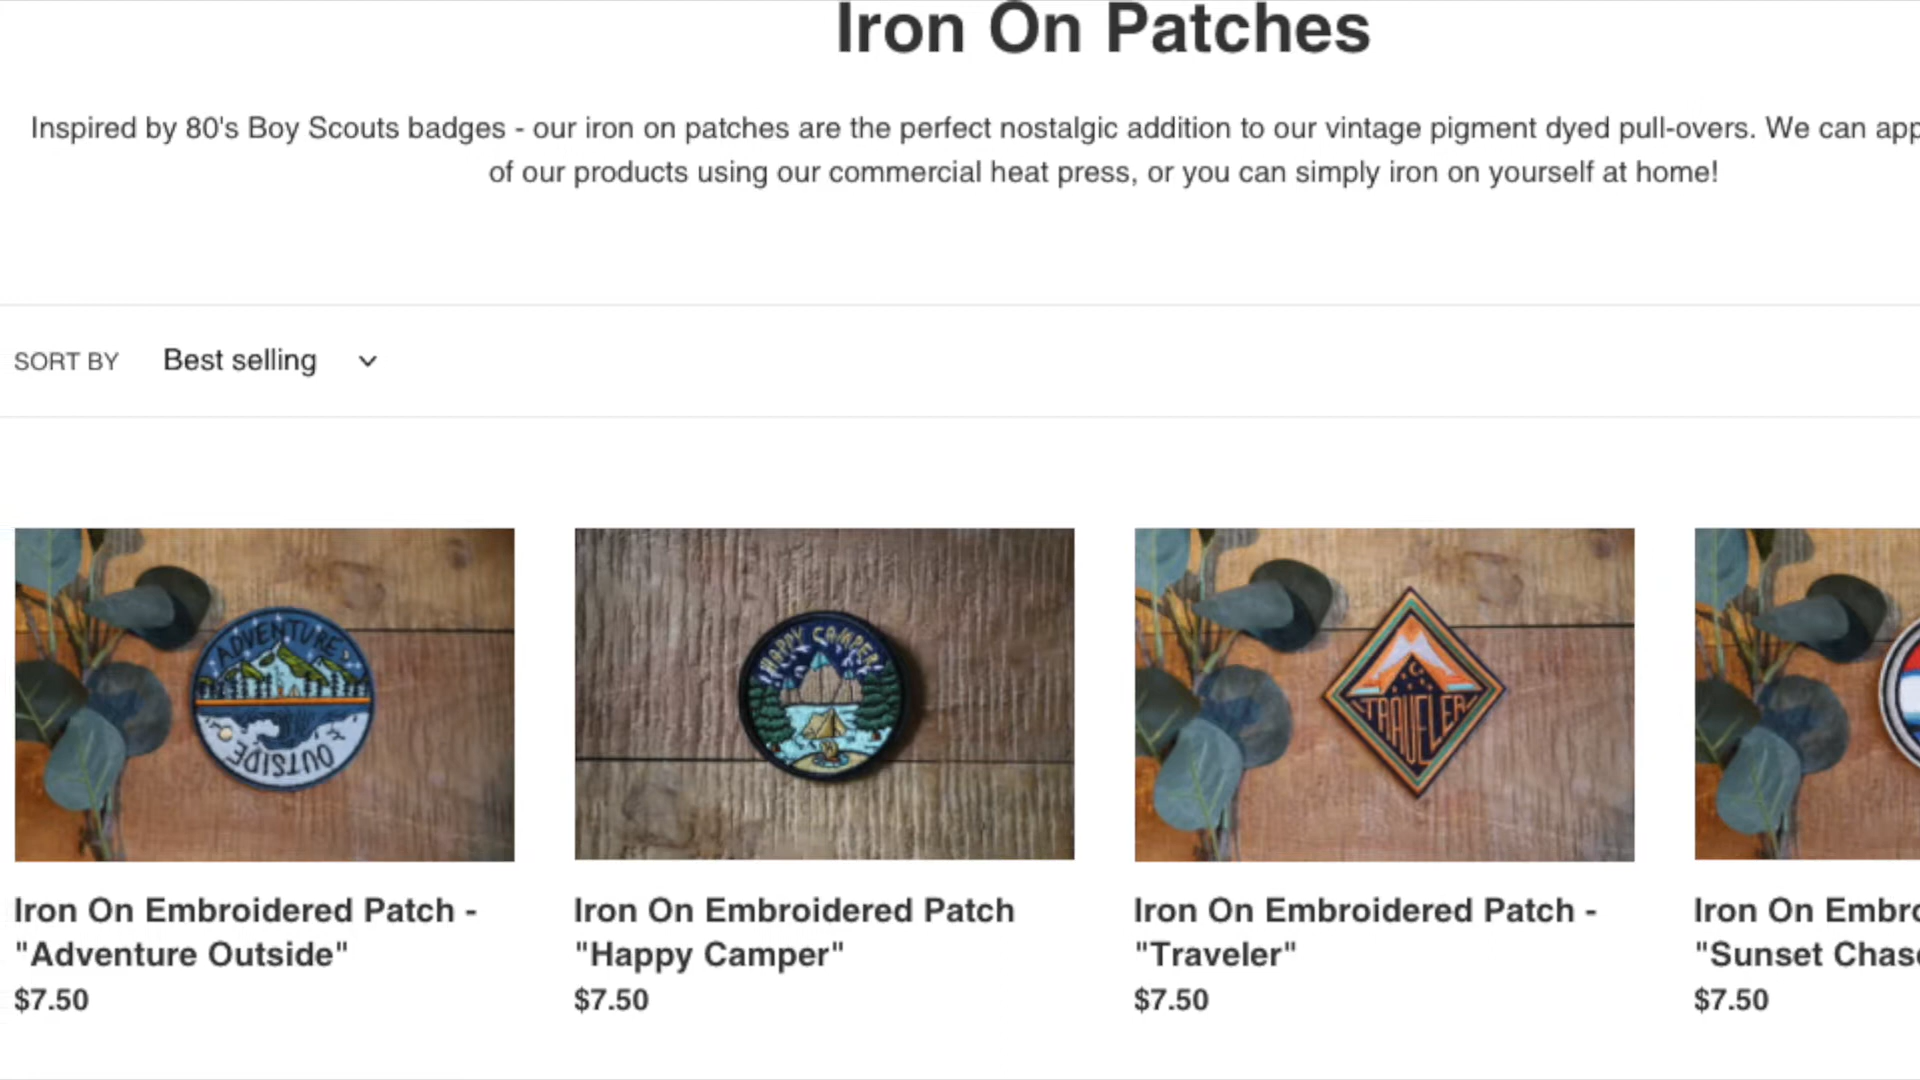 Iron On Patches
Inspired by 80's Boy Scouts badges - our iron on patches are the perfect nostalgic addition to our vintage pigment dyed pull-overs. We can app
of our products using our commercial heat press, or you can simply iron on yourself at home!
SORT BY Best selling
ADVENTURE
OUTSIDE
HAPPY CAMPER
TRAVELER
Iron On Embroidered Patch -
"Adventure Outside"
$7.50
Iron On Embroidered Patch
"Happy Camper"
$7.50
Iron On Embroidered Patch -
"Traveler"
$7.50
Iron On Embro
"Sunset Chas
$7.50